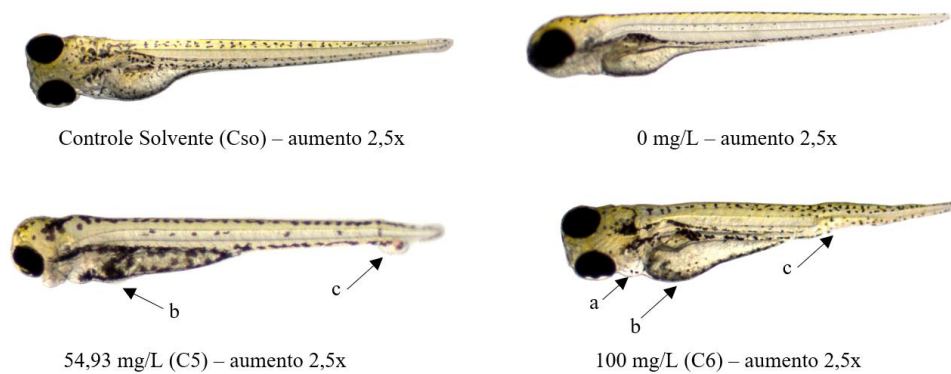 Controle Solvente (Cso) – aumento 2,5x
0 mg/L – aumento 2,5x
b
c
a
b
c
54,93 mg/L (C5) – aumento 2,5x
100 mg/L (C6) – aumento 2,5x